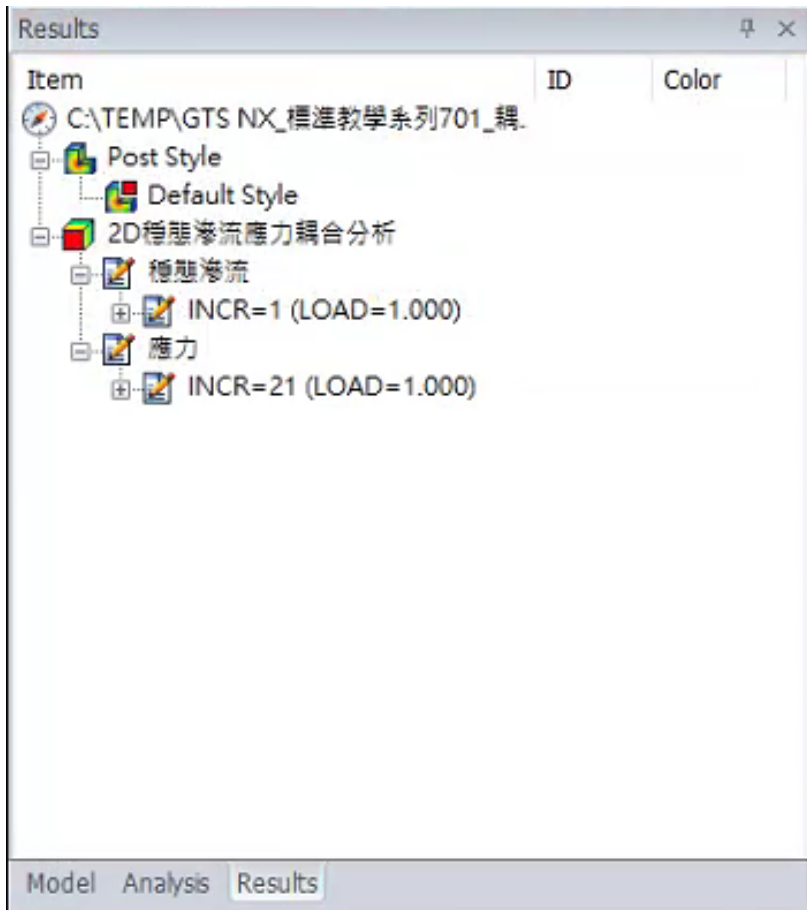 Results
Item ID Color
C:\TEMP\GTS NX_標準教學系列701_耦
Post Style
Default Style
2D穩態滲流應力耦合分析
穩態滲流
INCR=1 (LOAD=1.000)
應力
INCR=21 (LOAD=1.000)
Model Analysis Results